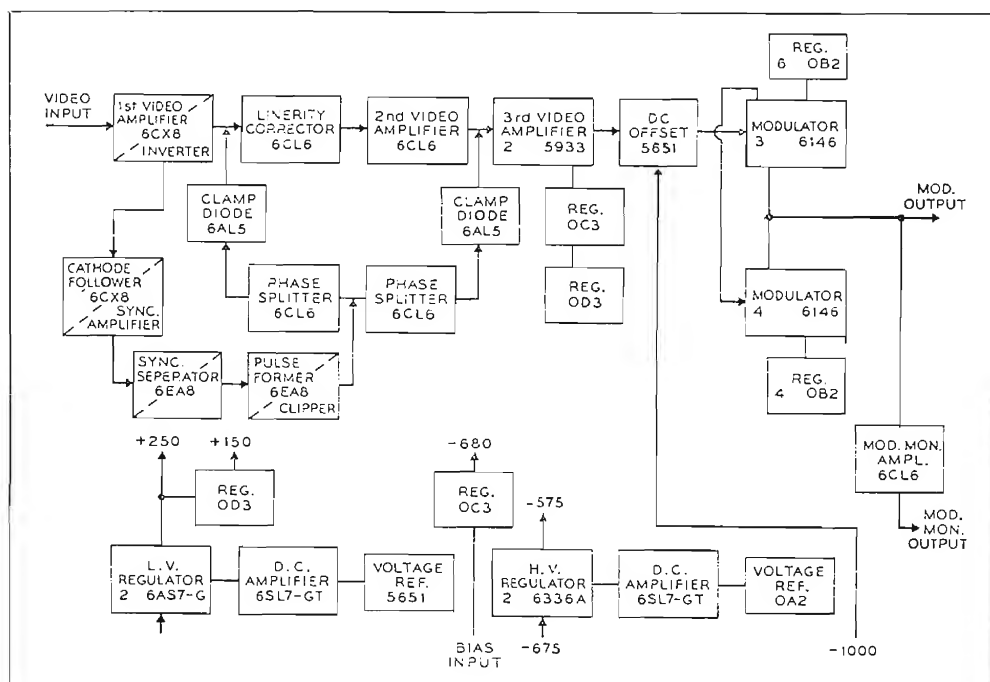 VIDEO
INPUT
1st VIDEO
AMPLIFIER
6CX8
INVERTER
LINERITY
CORRECTOR
6CL6
2nd VIDEO
AMPLIFIER
6CL6
3rd VIDEO
AMPLIFIER
2 5933
DC
OFFSET
5651
REG.
6 OB2
MODULATOR
3 6146
MOD.
OUTPUT
CLAMP
DIODE
6AL5
CLAMP
DIODE
6AL5
REG.
OC3
CATHODE
FOLLOWER
6CX8
SYNC.
AMPLIFIER
PHASE
SPLITTER
6CL6
PHASE
SPLITTER
6CL6
REG.
OD3
MODULATOR
4 6146
SYNC.
SEPERATOR
6EA8
PULSE
FORMER
6EA8
CLIPPER
REG.
4 OB2
+250
+150
-680
MOD. MON.
AMPL.
6CL6
REG.
OD3
REG.
OC3
-575
MOD.
MON.
OUTPUT
L.V.
REGULATOR
2 6AS7-G
D.C.
AMPLIFIER
6SL7-GT
VOLTAGE
REF.
5651
H.V.
REGULATOR
2 6336A
D.C.
AMPLIFIER
6SL7-GT
VOLTAGE
REF.
OA2
BIAS
INPUT
-675
-1000